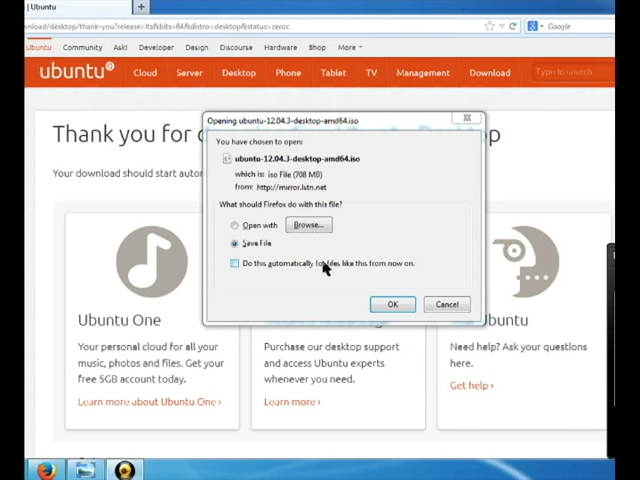 | Ubuntu
wnload/desktop/thank-you?release=lts&bits=64&distro=desktop&status=zeroc
Google
Ubuntu Community Ask! Developer Design Discourse Hardware Shop More
ubuntu Cloud Server Desktop Phone Tablet TV Management Download Type to search
Opening ubuntu-12.04.3-desktop-amd64.iso
Thank you for d
You have chosen to open:
ubuntu-12.04.3-desktop-amd64.iso
which is: iso File (708 MB)
Your download should start autom
from: http://mirror.lstn.net
What should Firefox do with this file?
Open with Browse...
Save File
Do this automatically for files like this from now on.
OK Cancel
Ubuntu One
Ubuntu
Your personal cloud for all your
music, photos and files. Get your
free 5GB account today.
Learn more about Ubuntu One ›
Purchase our desktop support
and access Ubuntu experts
whenever you need.
Learn more ›
Need help? Ask your questions
here.
Get help ›